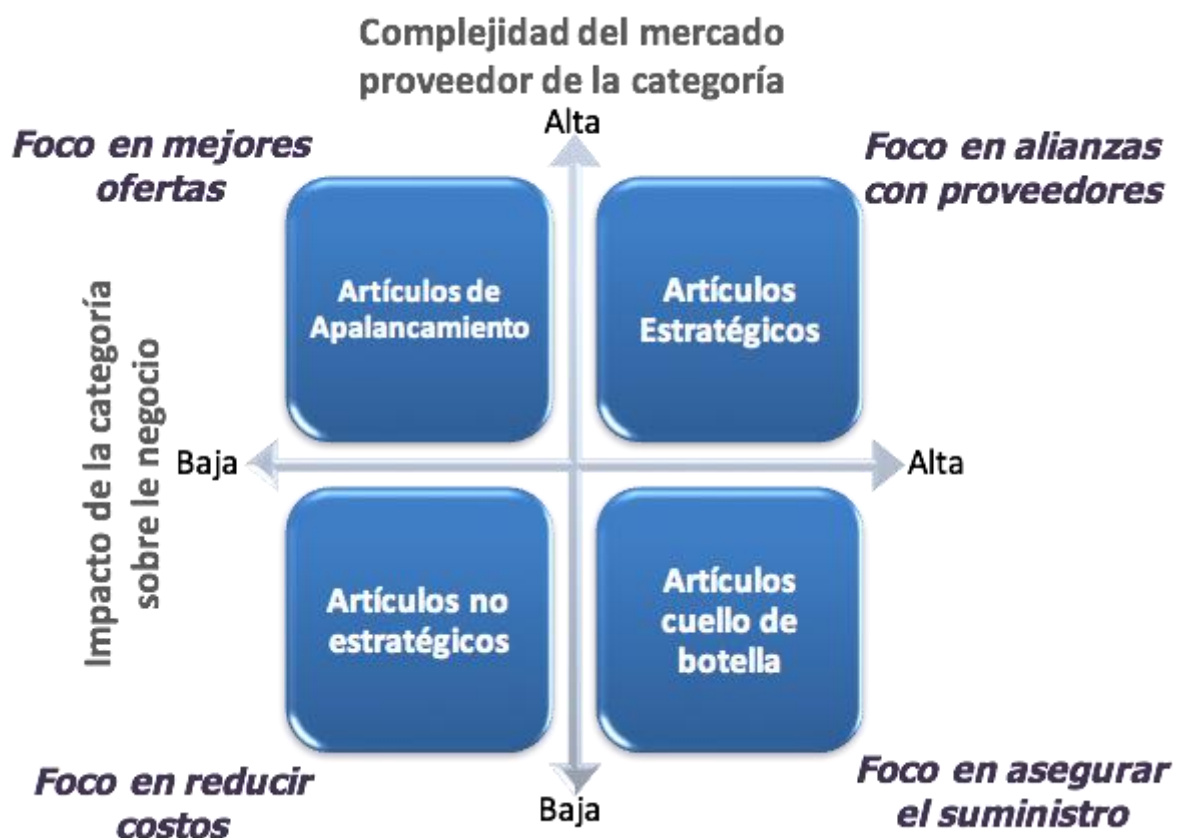 Complejidad del mercado
proveedor de la categoría
Alta
Foco en mejores
ofertas
Foco en alianzas
con proveedores
Artículos de
Apalancamiento
Artículos
Estratégicos
Impacto de la categoría
sobre le negocio
Baja
Alta
Artículos no
estratégicos
Artículos
cuello de
botella
Foco en reducir
costos
Baja
Foco en asegurar
el suministro